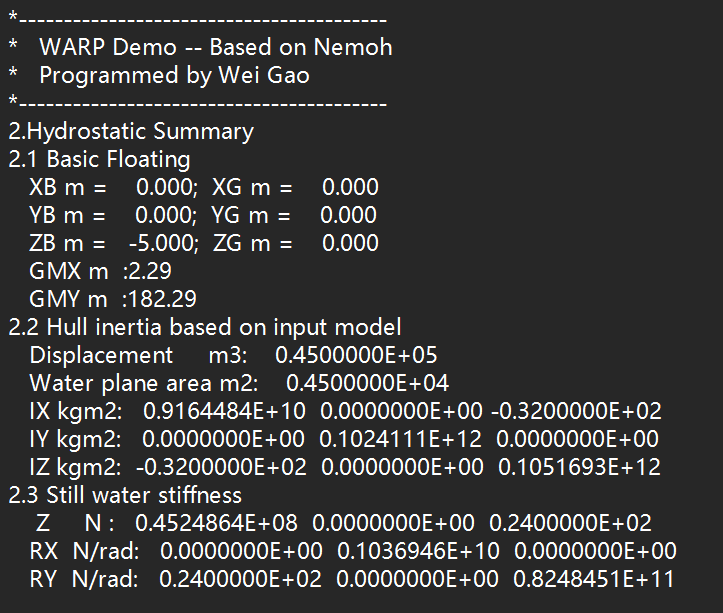 *-----------------------------------------
*   WARP Demo -- Based on Nemoh
*   Programmed by Wei Gao
*-----------------------------------------
2.Hydrostatic Summary
2.1 Basic Floating
XB m =    0.000;  XG m =    0.000
YB m =    0.000;  YG m =    0.000
ZB m =   -5.000;  ZG m =    0.000
GMX m  :2.29
GMY m  :182.29
2.2 Hull inertia based on input model
Displacement     m3:    0.4500000E+05
Water plane area m2:    0.4500000E+04
IX kgm2:   0.9164484E+10  0.0000000E+00 -0.3200000E+02
IY kgm2:   0.0000000E+00  0.1024111E+12  0.0000000E+00
IZ kgm2:  -0.3200000E+02  0.0000000E+00  0.1051693E+12
2.3 Still water stiffness
Z     N :   0.4524864E+08  0.0000000E+00  0.2400000E+02
RX  N/rad:   0.0000000E+00  0.1036946E+10  0.0000000E+00
RY  N/rad:   0.2400000E+02  0.0000000E+00  0.8248451E+11